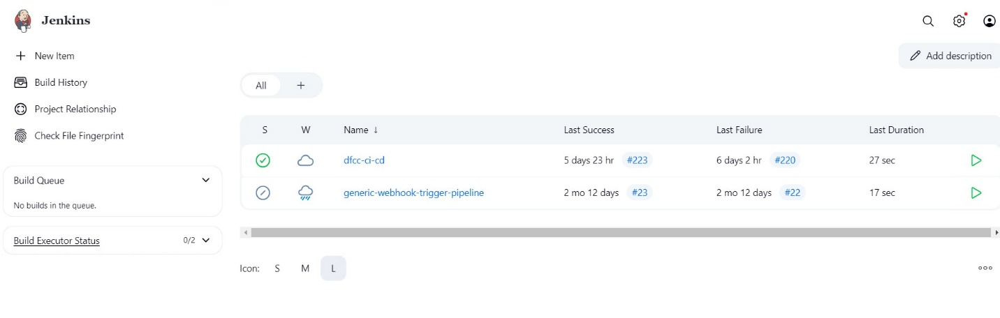 Jenkins
New Item
Add description
Build History
All +
Project Relationship
S W Name ↓ Last Success Last Failure Last Duration
Check File Fingerprint
dfcc-ci-cd 5 days 23 hr #223 6 days 2 hr #220 27 sec
Build Queue
generic-webhook-trigger-pipeline 2 mo 12 days #23 2 mo 12 days #22 17 sec
No builds in the queue.
Build Executor Status 0/2
Icon: S M L